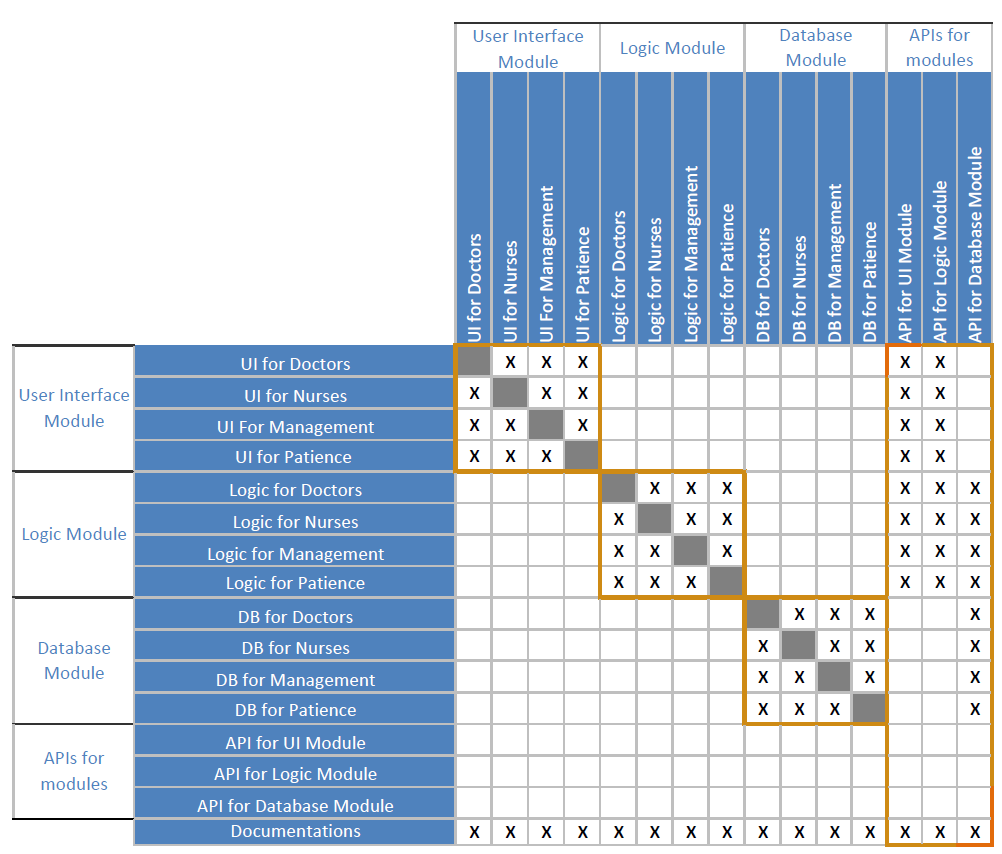 User Interface
Module
Logic Module
Database
Module
APIs for
modules
UI for Doctors
UI for Nurses
UI For Management
UI for Patience
Logic for Doctors
Logic for Nurses
Logic for Management
Logic for Patience
DB for Doctors
DB for Nurses
DB for Management
DB for Patience
API for UI Module
API for Logic Module
API for Database Module
User Interface
Module
UI for Doctors X X X X X
UI for Nurses X X X X X
UI For Management X X X X X
UI for Patience X X X X X
Logic Module
Logic for Doctors X X X X X X
Logic for Nurses X X X X X X
Logic for Management X X X X X X
Logic for Patience X X X X X X
Database
Module
DB for Doctors X X X X
DB for Nurses X X X X
DB for Management X X X X
DB for Patience X X X X
APIs for
modules
API for UI Module
API for Logic Module
API for Database Module
Documentations X X X X X X X X X X X X X X X